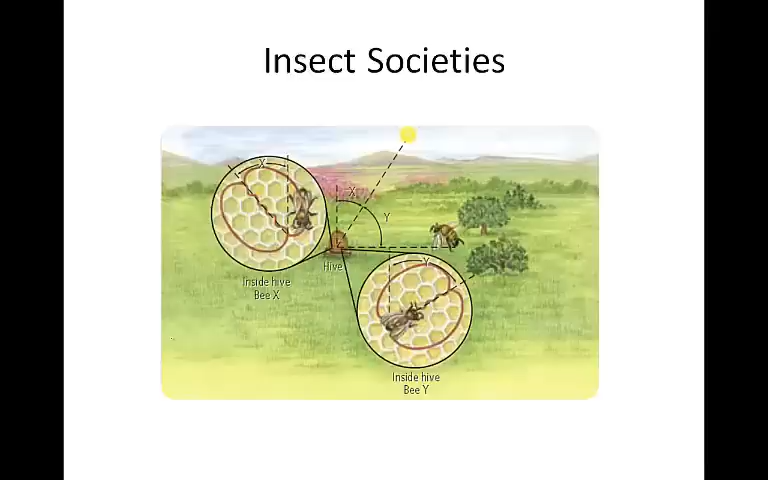 Insect Societies
X
X
Y
Hive
Y
Inside hive
Bee X
Inside hive
Bee Y